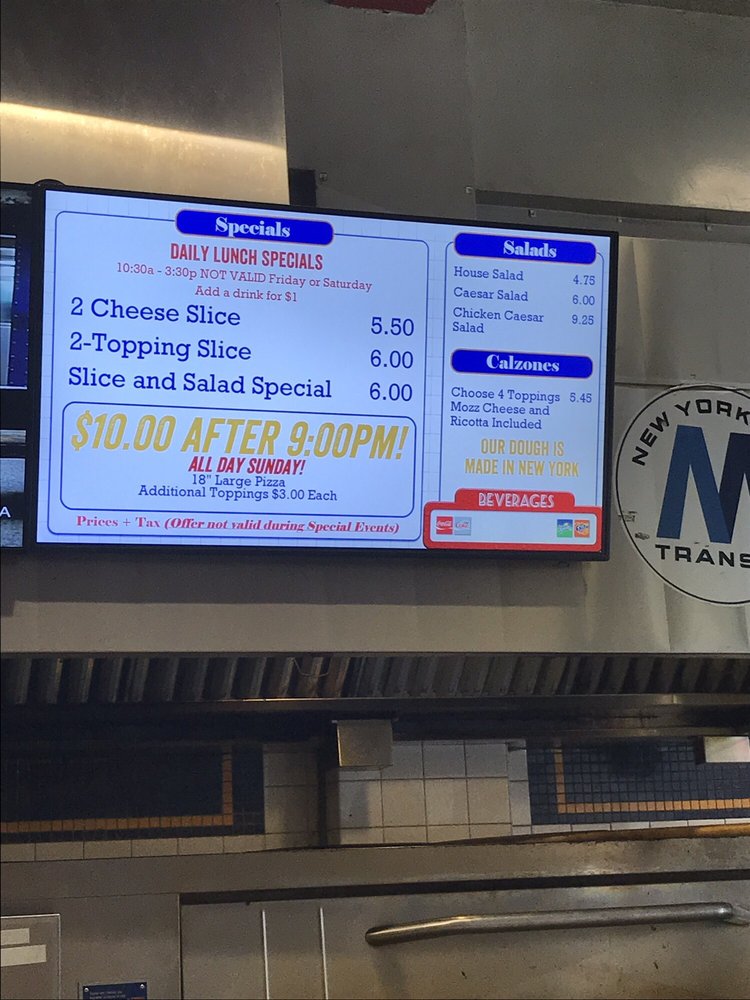 Specials
DAILY LUNCH SPECIALS
10:30a - 3:30p NOT VALID Friday or Saturday
Add a drink for $1
2 Cheese Slice 5.50
2-Topping Slice 6.00
Slice and Salad Special 6.00
$10.00 AFTER 9:00PM!
ALL DAY SUNDAY!
18" Large Pizza
Additional Toppings $3.00 Each
Prices + Tax (Offer not valid during Special Events)
Salads
House Salad 4.75
Caesar Salad 6.00
Chicken Caesar 9.25
Salad
Calzones
Choose 4 Toppings 5.45
Mozz Cheese and
Ricotta Included
OUR DOUGH IS
MADE IN NEW YORK
BEVERAGES
NEW YORK
M
TRANS
A